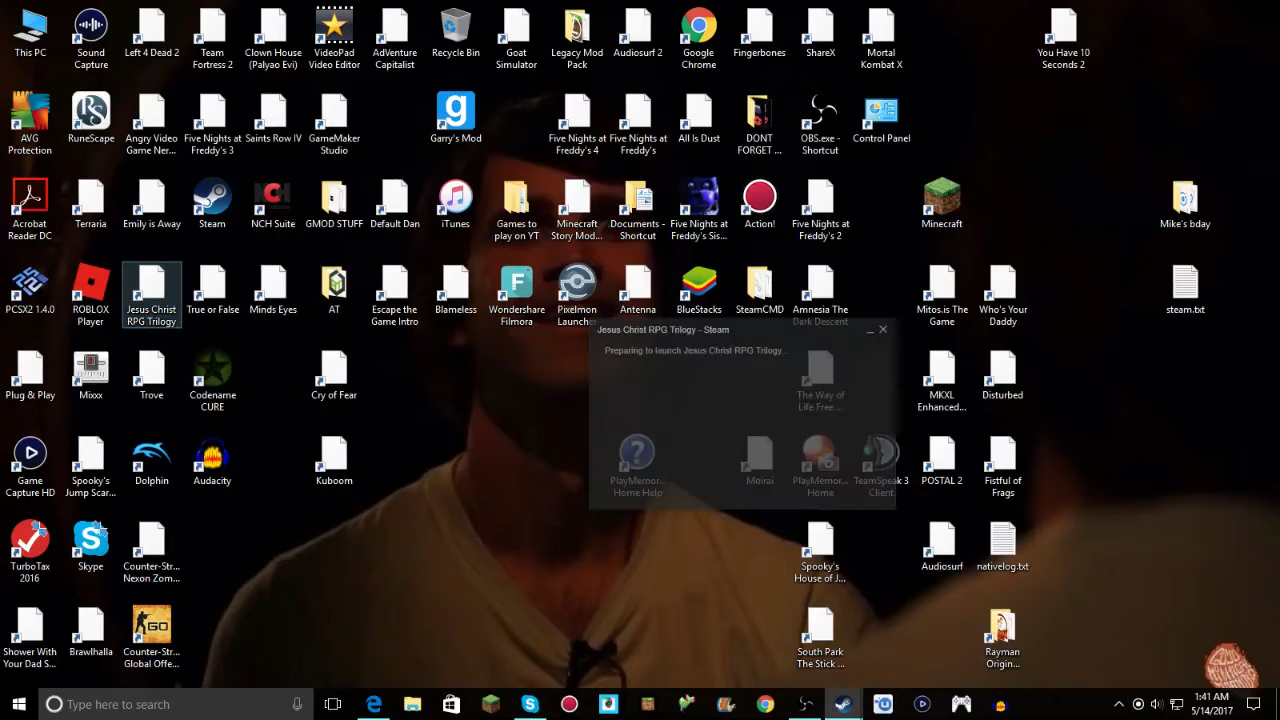 This PC
Sound Capture
Left 4 Dead 2
Team Fortress 2
Clown House (Palyao Evi)
VidePad Video Editor
AdVenture Capitalist
Recycle Bin
Goat Simulator
Legacy Mod Pack
Audiosurf 2
Google Chrome
Fingerbones
ShareX
Mortal Kombat X
You Have 10 Seconds 2
AVG Protection
RuneScape
Angry Video Game Ner...
Five Nights at Freddy's 3
Saints Row IV
GameMaker Studio
Garry's Mod
Five Nights at Freddy's 4
Five Nights at Freddy's
All Is Dust
DONT FORGET ...
OBS.exe - Shortcut
Control Panel
Acrobat Reader DC
Terraria
Emily is Away
Steam
NCH Suite
GMOD STUFF
Default Dan
iTunes
Games to play on YT
Minecraft Story Mod...
Documents - Shortcut
Five Nights at Freddy's Sis...
Action!
Five Nights at Freddy's 2
Minecraft
Mike's bday
PCSX2 1.4.0
ROBLOX Player
Jesus Christ RPG Trilogy
True or False
Minds Eyes
AT
Escape the Game Intro
Blameless
Wondershare Filmora
Pixelmon Launcher
Antenna
BlueStacks
SteamCMD
Amnesia The Dark Descent
Mitos.is The Game
Who's Your Daddy
steam.txt
Jesus Christ RPG Trilogy - Steam
Preparing to launch Jesus Christ RPG Trilogy...
Plug & Play
Mixxx
Trove
Codename CURE
Cry of Fear
The Way of Life Free ...
MKXL Enhanced...
Disturbed
Game Capture HD
Spooky's Jump Scar...
Dolphin
Audacity
Kuboom
PlayMemor... Home Help
Moirai
PlayMemor... Home
TeamSpeak 3 Client
POSTAL 2
Fistful of Frags
TurboTax 2016
Skype
Counter-Str... Nexon Zom...
Spooky's House of J...
Audiosurf
nativelog.txt
Shower With Your Dad S...
Brawlhalla
GO
Counter-Str... Global Offe...
South Park The Stick ...
Rayman Origin...
Type here to search
1:41 AM
5/14/2017